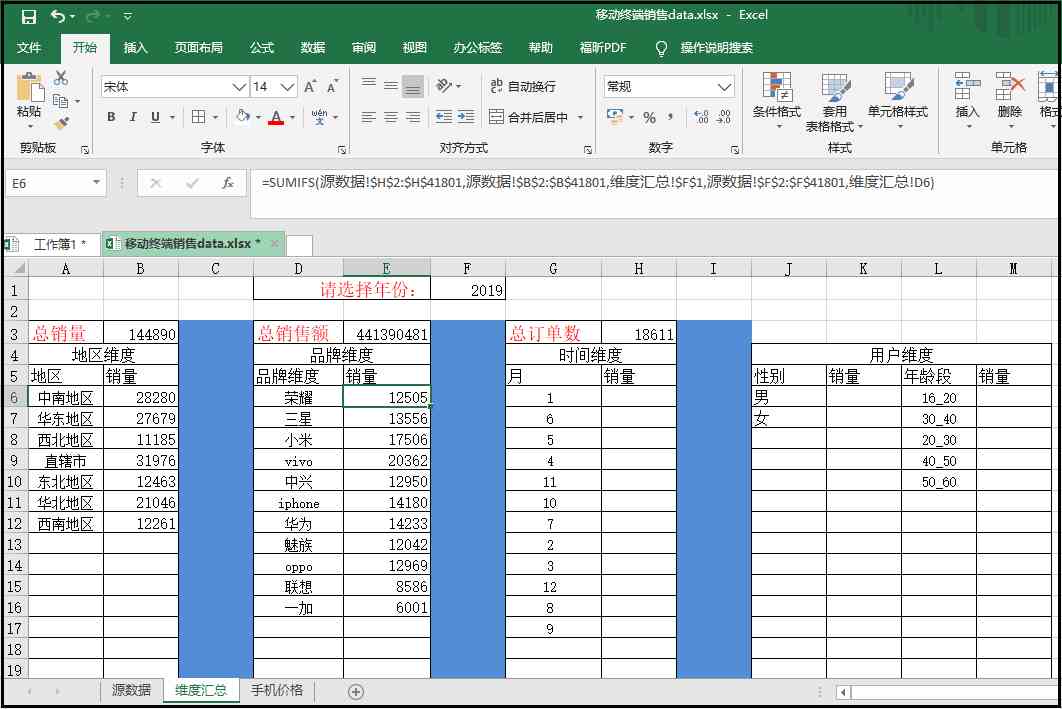 移动终端销售data.xlsx - Excel
文件 开始 插入 页面布局 公式 数据 审阅 视图 办公标签 帮助 福昕PDF 操作说明搜索
粘贴 宋体 14 A A ab 自动换行 常规 条件格式 套用 表格格式 单元格样式 插入 删除 格式
B I U A wén 文 合并后居中 % ,
剪贴板 字体 对齐方式 数字 样式 单元格
E6 fx =SUMIFS(源数据!$H$2:$H$41801,源数据!$B$2:$B$41801,维度汇总!$F$1,源数据!$F$2:$F$41801,维度汇总!D6)
工作簿1 * 移动终端销售data.xlsx *
A B C D E F G H I J K L M
1 请选择年份: 2019
2
3 总销量 144890 总销售额 441390481 总订单数 18611
4 地区维度 品牌维度 时间维度 用户维度
5 地区 销量 品牌维度 销量 月 销量 性别 销量 年龄段 销量
6 中南地区 28280 荣耀 12505 1 男 16_20
7 华东地区 27679 三星 13556 6 女 30_40
8 西北地区 11185 小米 17506 5 20_30
9 直辖市 31976 vivo 20362 4 40_50
10 东北地区 12463 中兴 12950 11 50_60
11 华北地区 21046 iphone 14180 10
12 西南地区 12261 华为 14233 7
13 魅族 12042 2
14 oppo 12969 3
15 联想 8586 12
16 一加 6001 8
17 9
18
19
源数据 维度汇总 手机价格